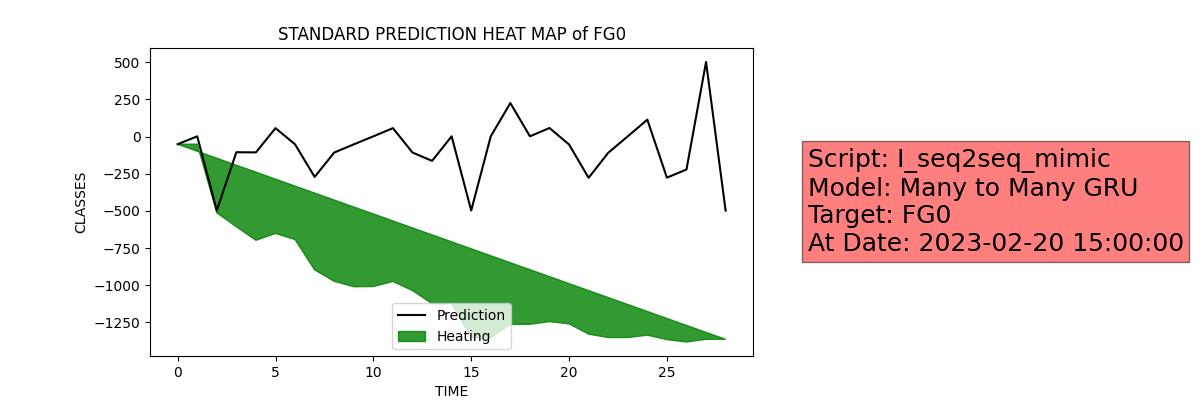 STANDARD PREDICTION HEAT MAP of FG0
500
250
0
−250
−500
−750
−1000
−1250
CLASSES
0
5
10
15
20
25
TIME
Prediction
Heating
Script: I_seq2seq_mimic
Model: Many to Many GRU
Target: FG0
At Date: 2023-02-20 15:00:00